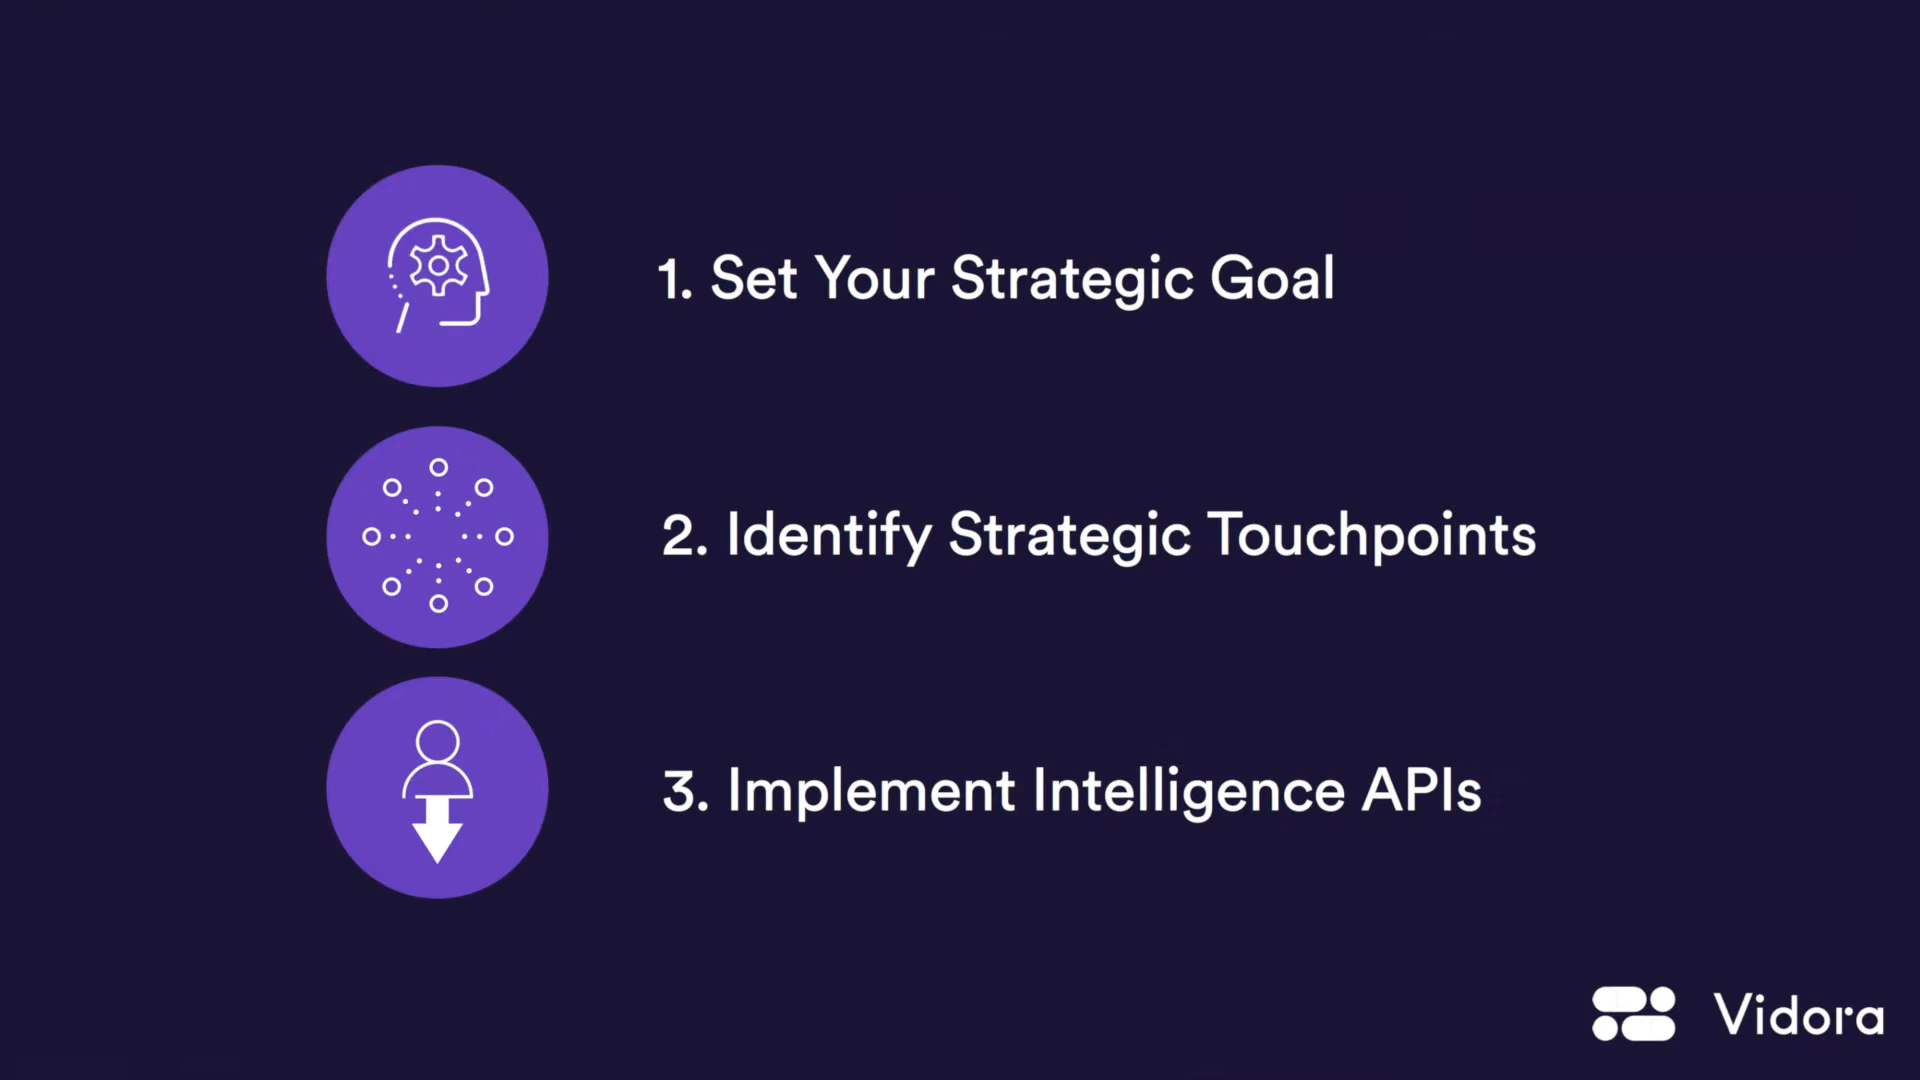 1. Set Your Strategic Goal
2. Identify Strategic Touchpoints
3. Implement Intelligence APIs
Vidora